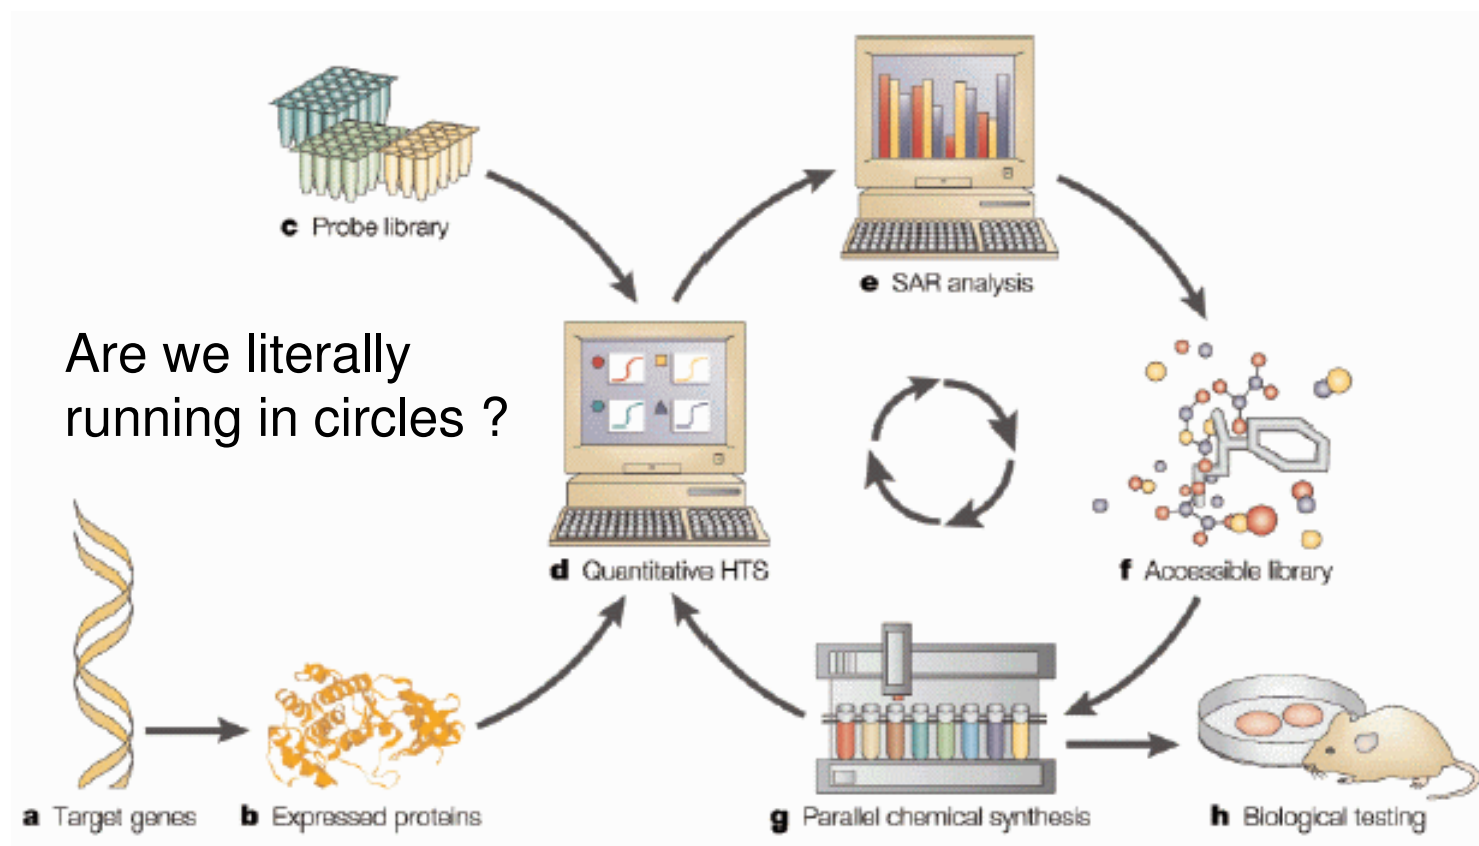 c Probe library
e SAR analysis
Are we literally
running in circles ?
d Quantitative HTS
f Accessible library
a Target genes
b Expressed proteins
g Parallel chemical synthesis
h Biological testing